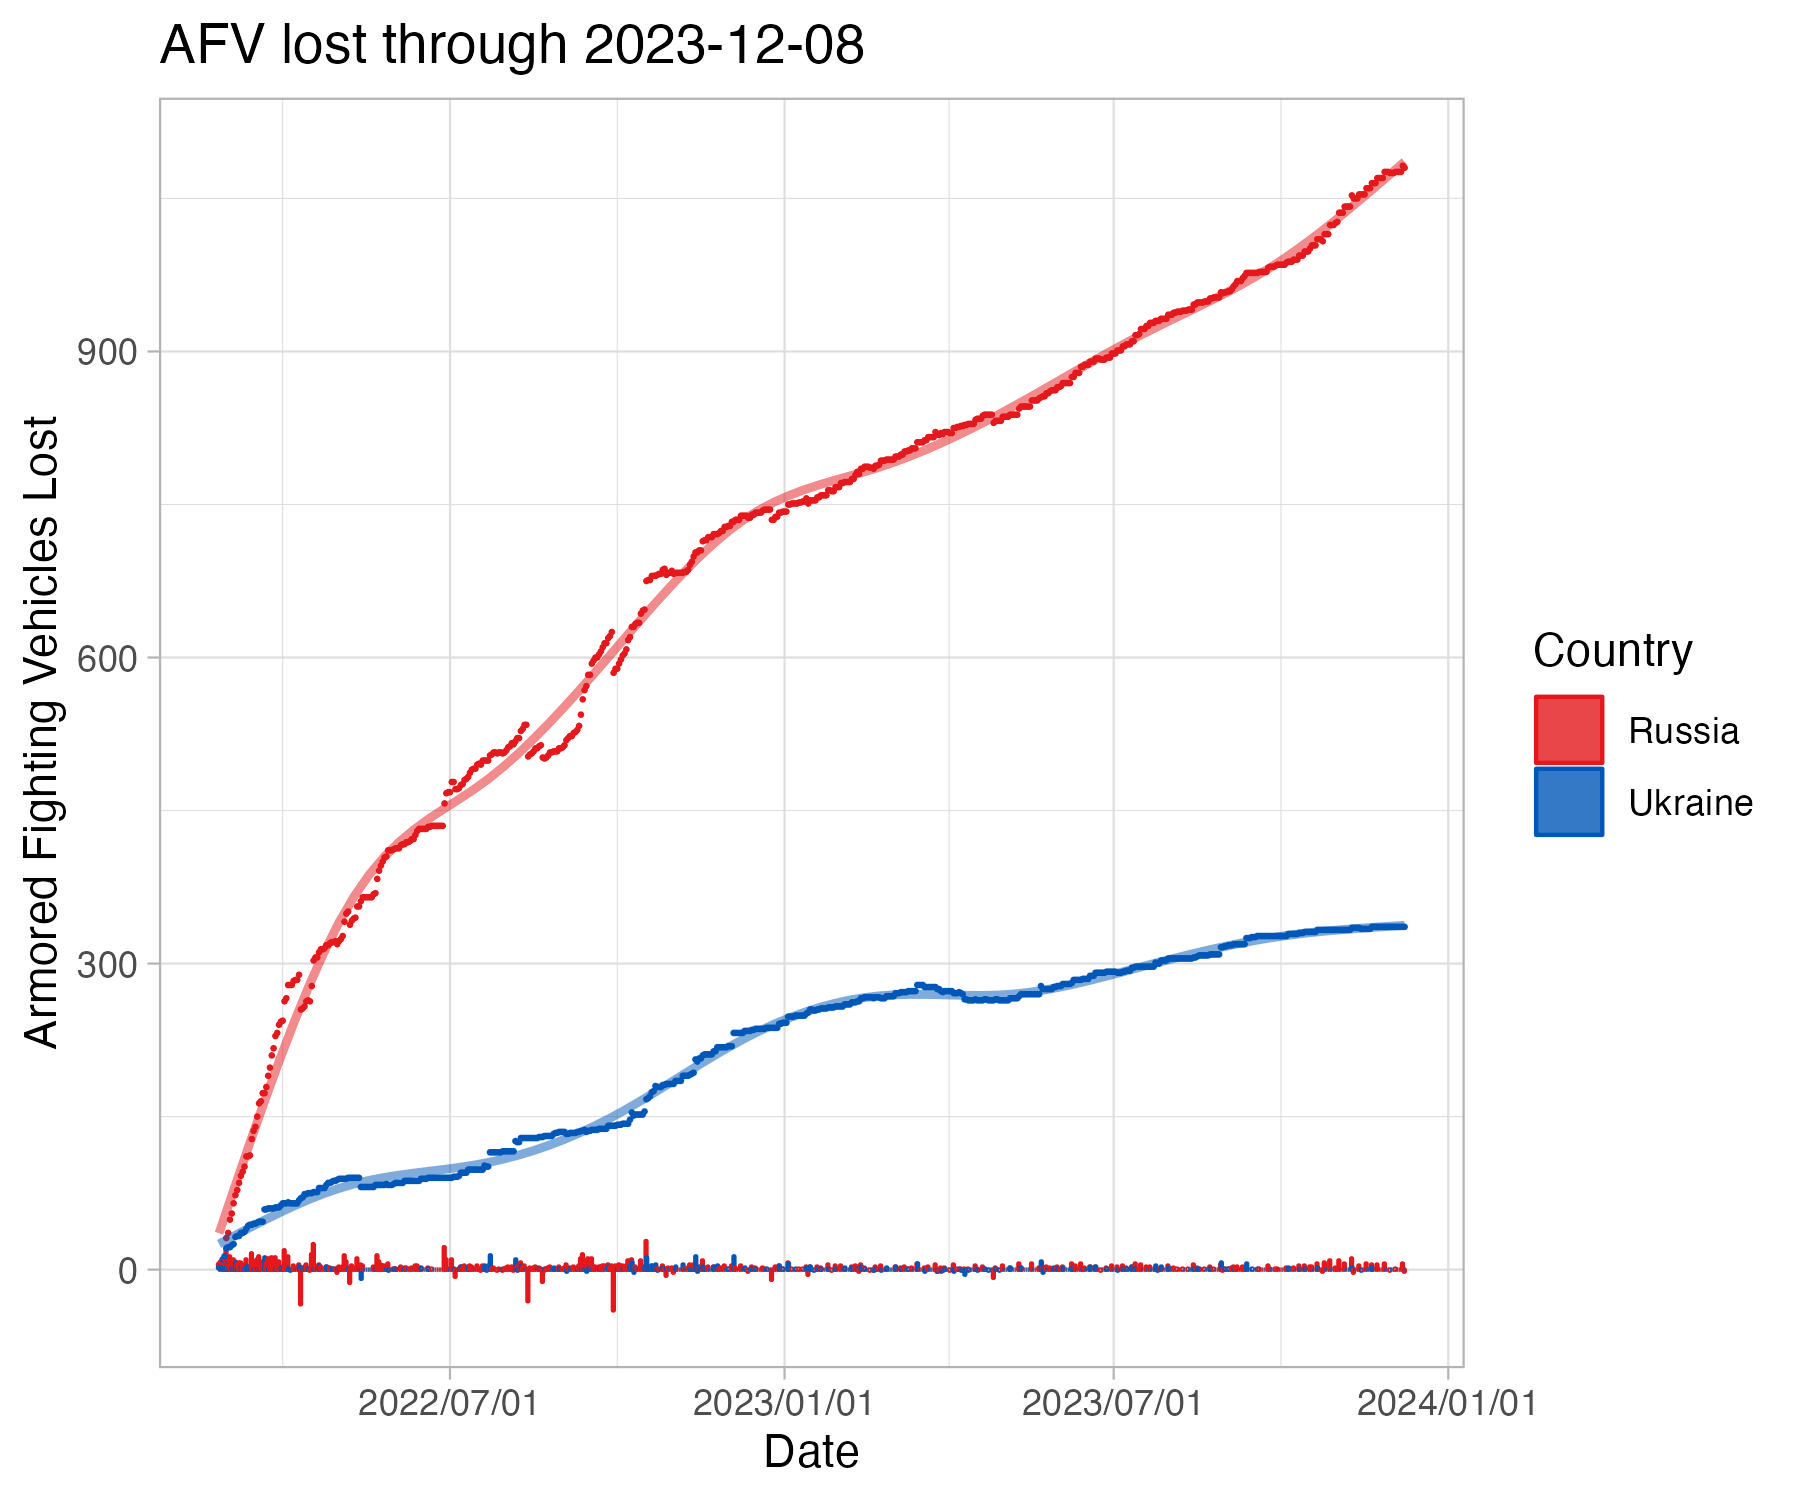 AFV lost through 2023-12-08
Armored Fighting Vehicles Lost
900
600
300
0
2022/07/01
2023/01/01
2023/07/01
2024/01/01
Date
Country
Russia
Ukraine